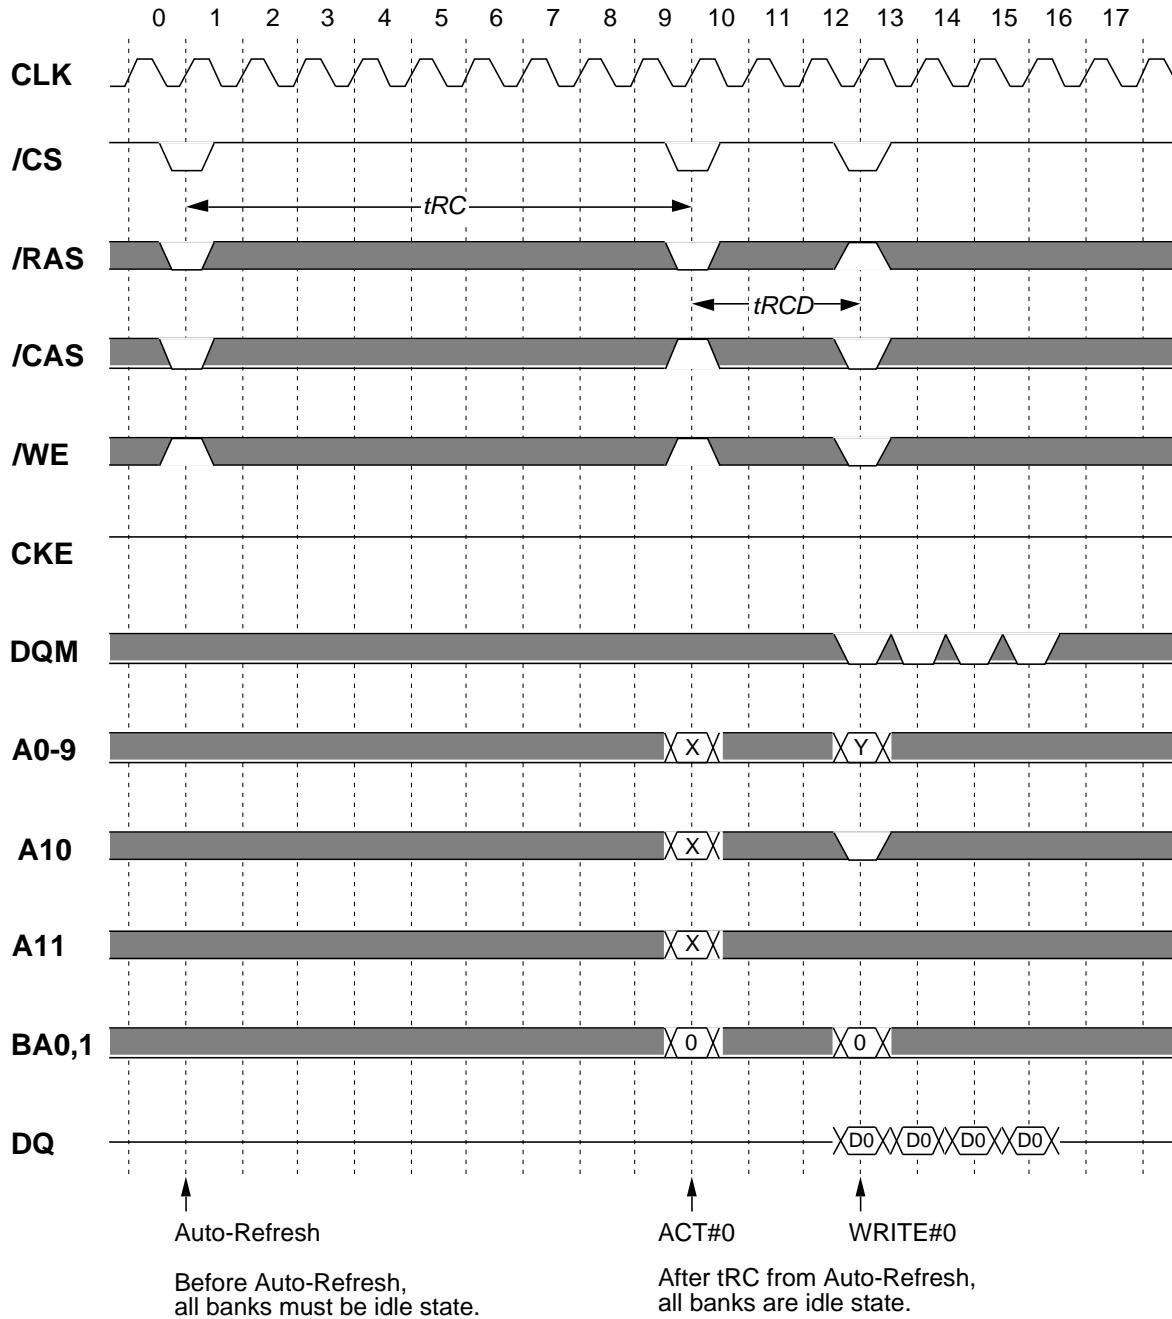 0 1 2 3 4 5 6 7 8 9 10 11 12 13 14 15 16 17
CLK
/CS
tRC
/RAS
tRCD
/CAS
/WE
CKE
DQM
A0-9 X Y
A10 X
A11 X
BA0,1 0 0
DQ D0 D0 D0 D0
Auto-Refresh ACT#0 WRITE#0
Before Auto-Refresh,
all banks must be idle state.
After tRC from Auto-Refresh,
all banks are idle state.